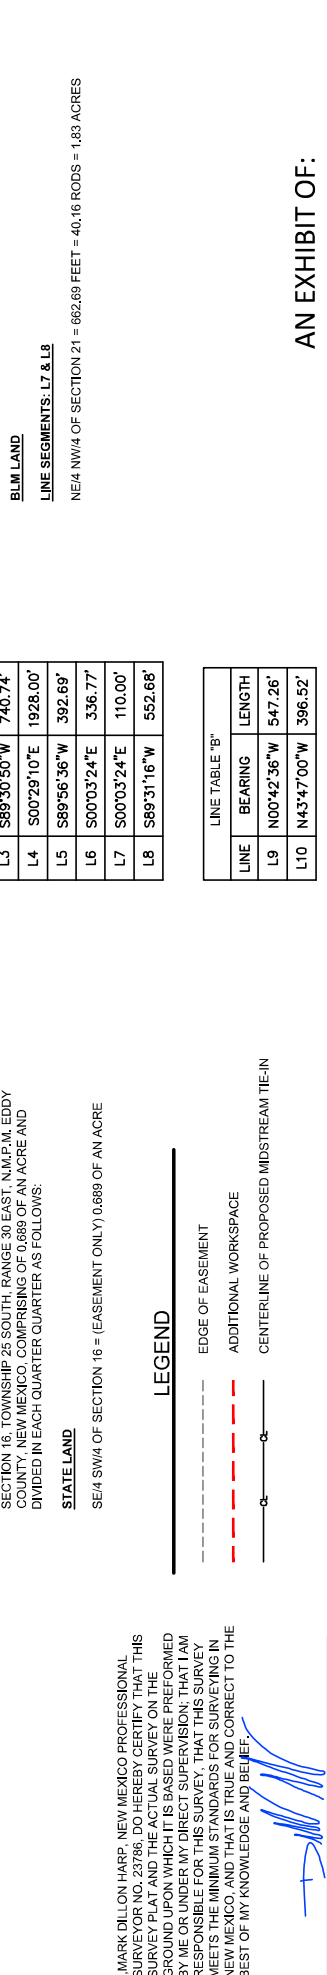 ,MARK DILLON HARP, NEW MEXICO PROFESSIONAL
SURVEYOR NO. 23786, DO HEREBY CERTIFY THAT THIS
SURVEY PLAT AND THE ACTUAL SURVEY ON THE
GROUND UPON WHICH IT IS BASED WERE PREFORMED
BY ME OR UNDER MY DIRECT SUPERVISION; THAT I AM
RESPONSIBLE FOR THIS SURVEY, THAT THIS SURVEY
MEETS THE MINIMUM STANDARDS FOR SURVEYING IN
NEW MEXICO, AND THAT IS TRUE AND CORRECT TO THE
BEST OF MY KNOWLEDGE AND BELIEF.
SECTION 16, TOWNSHIP 25 SOUTH, RANGE 30 EAST, N.M.P.M. EDDY
COUNTY, NEW MEXICO, COMPRISING OF 0.689 OF AN ACRE AND
DIVIDED IN EACH QUARTER QUARTER AS FOLLOWS:
STATE LAND
SE/4 SW/4 OF SECTION 16 = (EASEMENT ONLY) 0.689 OF AN ACRE
LEGEND
EDGE OF EASEMENT
ADDITIONAL WORKSPACE
CL CL CENTERLINE OF PROPOSED MIDSTREAM TIE-IN
L3 S89°30'50"W 740.74'
L4 S00°29'10"E 1928.00'
L5 S89°56'36"W 392.69'
L6 S00°03'24"E 336.77'
L7 S00°03'24"E 110.00'
L8 S89°31'16"W 552.68'
LINE TABLE "B"
LINE BEARING LENGTH
L9 N00°42'36"W 547.26'
L10 N43°47'00"W 396.52'
BLM LAND
LINE SEGMENTS: L7 & L8
NE/4 NW/4 OF SECTION 21 = 662.69 FEET = 40.16 RODS = 1.83 ACRES
AN EXHIBIT OF: